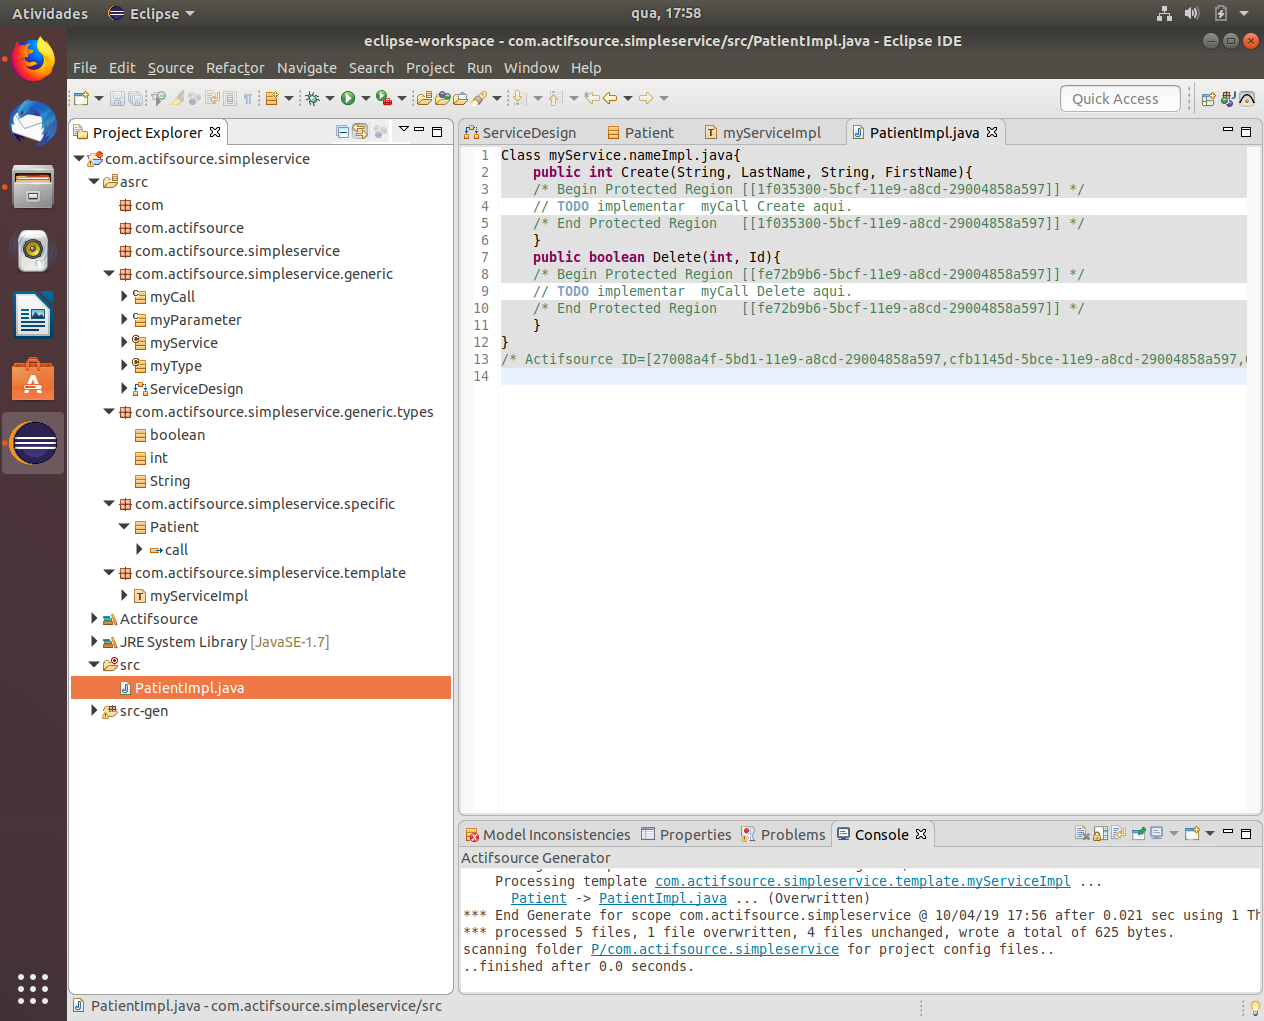 Atividades Eclipse qua, 17:58
eclipse-workspace - com.actifsource.simpleservice/src/PatientImpl.java - Eclipse IDE
File Edit Source Refactor Navigate Search Project Run Window Help
Quick Access
Project Explorer
com.actifsource.simpleservice
asrc
com
com.actifsource
com.actifsource.simpleservice
com.actifsource.simpleservice.generic
myCall
myParameter
myService
myType
ServiceDesign
com.actifsource.simpleservice.generic.types
boolean
int
String
com.actifsource.simpleservice.specific
Patient
call
com.actifsource.simpleservice.template
myServiceImpl
Actifsource
JRE System Library [JavaSE-1.7]
src
PatientImpl.java
src-gen
ServiceDesign Patient myServiceImpl PatientImpl.java
1 Class myService.nameImpl.java{
2 public int Create(String, LastName, String, FirstName){
3 /* Begin Protected Region [[1f035300-5bcf-11e9-a8cd-29004858a597]] */
4 // TODO implementar  myCall Create aqui.
5 /* End Protected Region   [[1f035300-5bcf-11e9-a8cd-29004858a597]] */
6 }
7 public boolean Delete(int, Id){
8 /* Begin Protected Region [[fe72b9b6-5bcf-11e9-a8cd-29004858a597]] */
9 // TODO implementar  myCall Delete aqui.
10 /* End Protected Region   [[fe72b9b6-5bcf-11e9-a8cd-29004858a597]] */
11 }
12 }
13 /* Actifsource ID=[27008a4f-5bd1-11e9-a8cd-29004858a597,cfb1145d-5bce-11e9-a8cd-29004858a597,
14
Model Inconsistencies Properties Problems Console
Actifsource Generator
Processing template com.actifsource.simpleservice.template.myServiceImpl ...
Patient -> PatientImpl.java ... (Overwritten)
*** End Generate for scope com.actifsource.simpleservice @ 10/04/19 17:56 after 0.021 sec using 1 Th
*** processed 5 files, 1 file overwritten, 4 files unchanged, wrote a total of 625 bytes.
scanning folder P/com.actifsource.simpleservice for project config files..
..finished after 0.0 seconds.
PatientImpl.java - com.actifsource.simpleservice/src